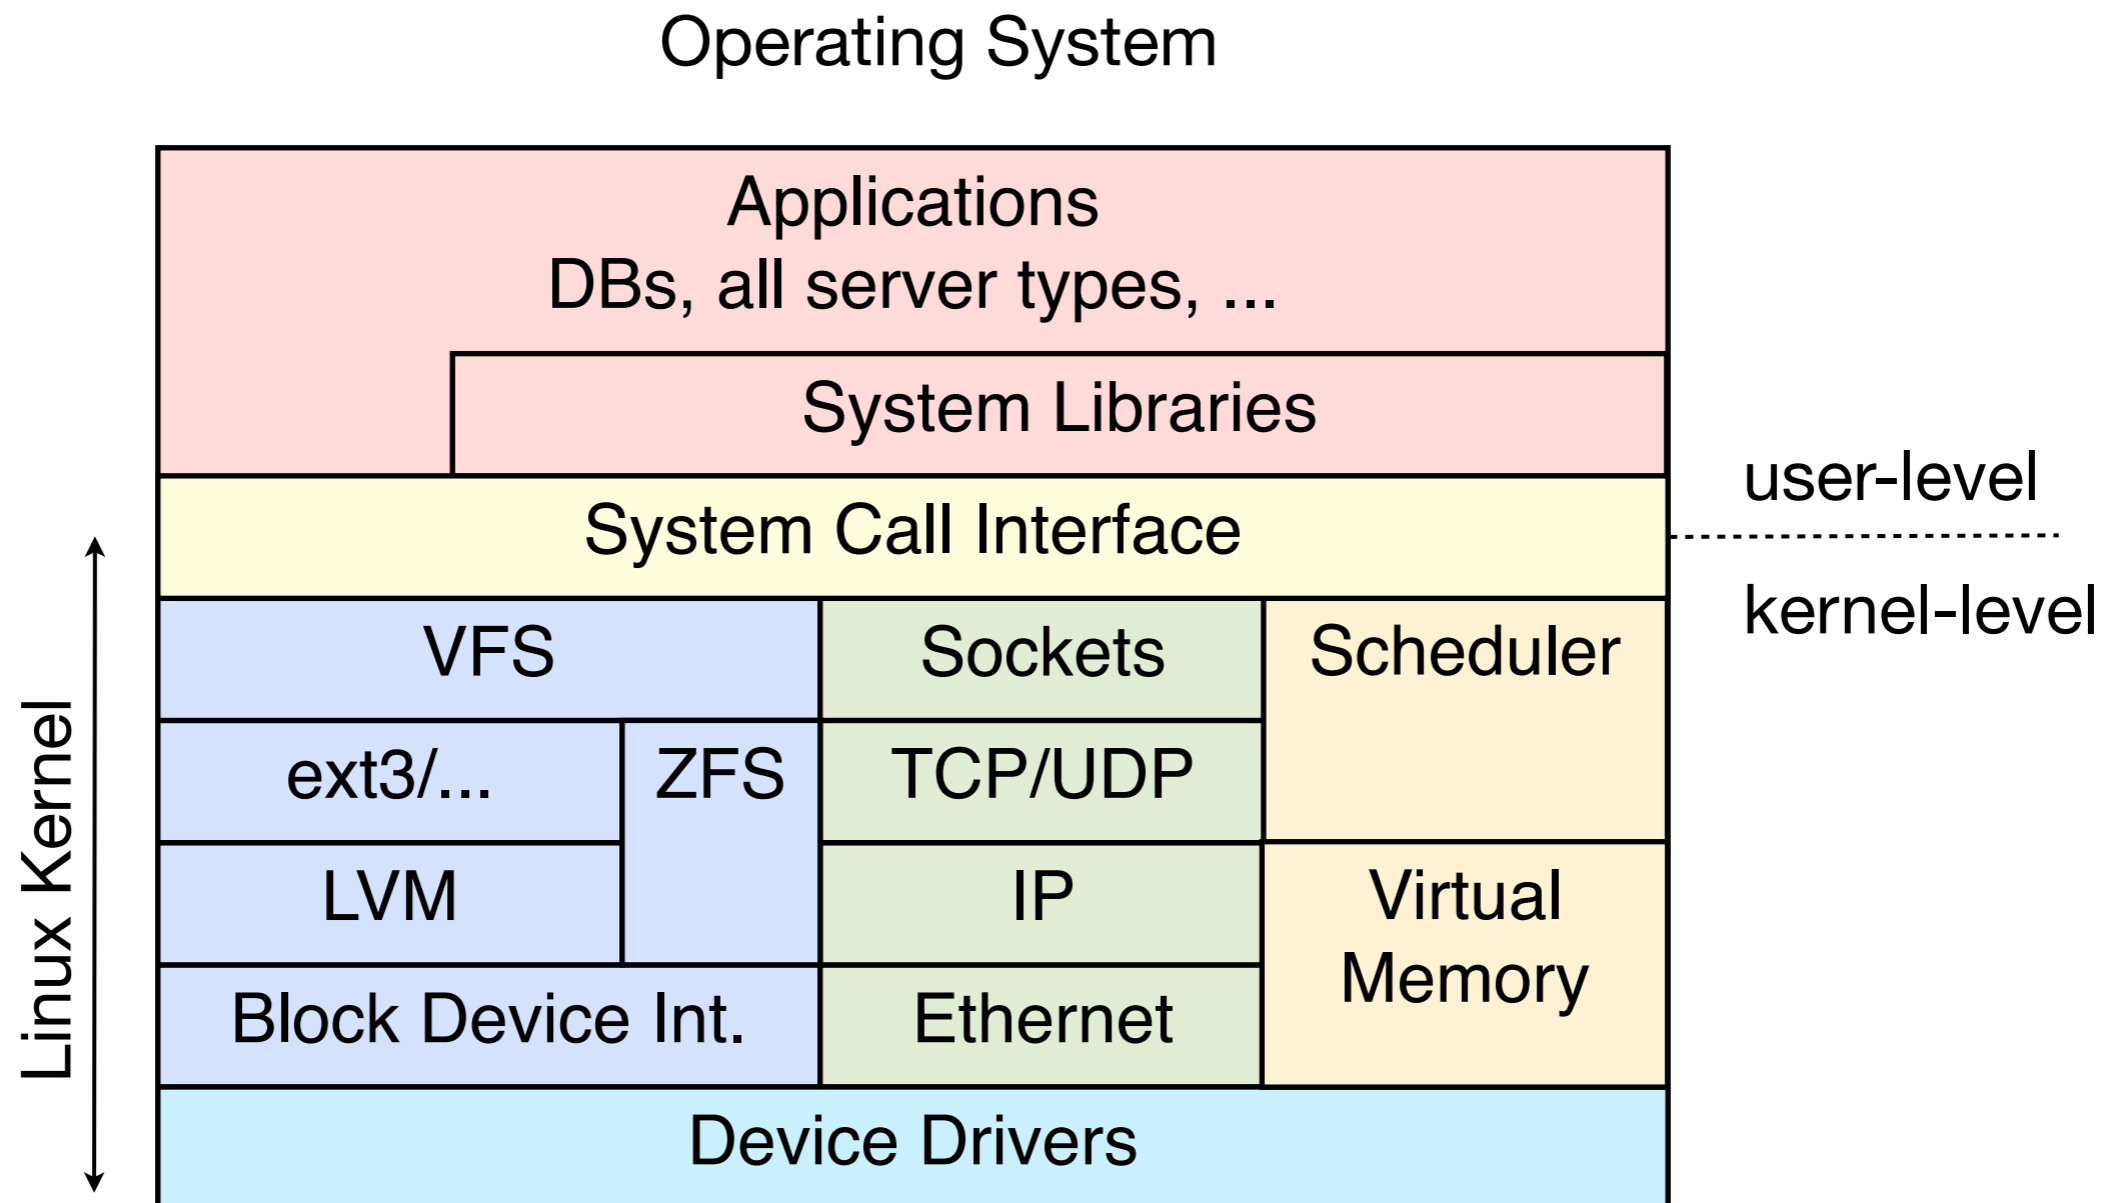 Operating System
Applications
DBs, all server types, ...
System Libraries
System Call Interface
user-level
kernel-level
Linux Kernel
VFS
Sockets
Scheduler
ext3/...
ZFS
TCP/UDP
LVM
IP
Virtual
Memory
Block Device Int.
Ethernet
Device Drivers